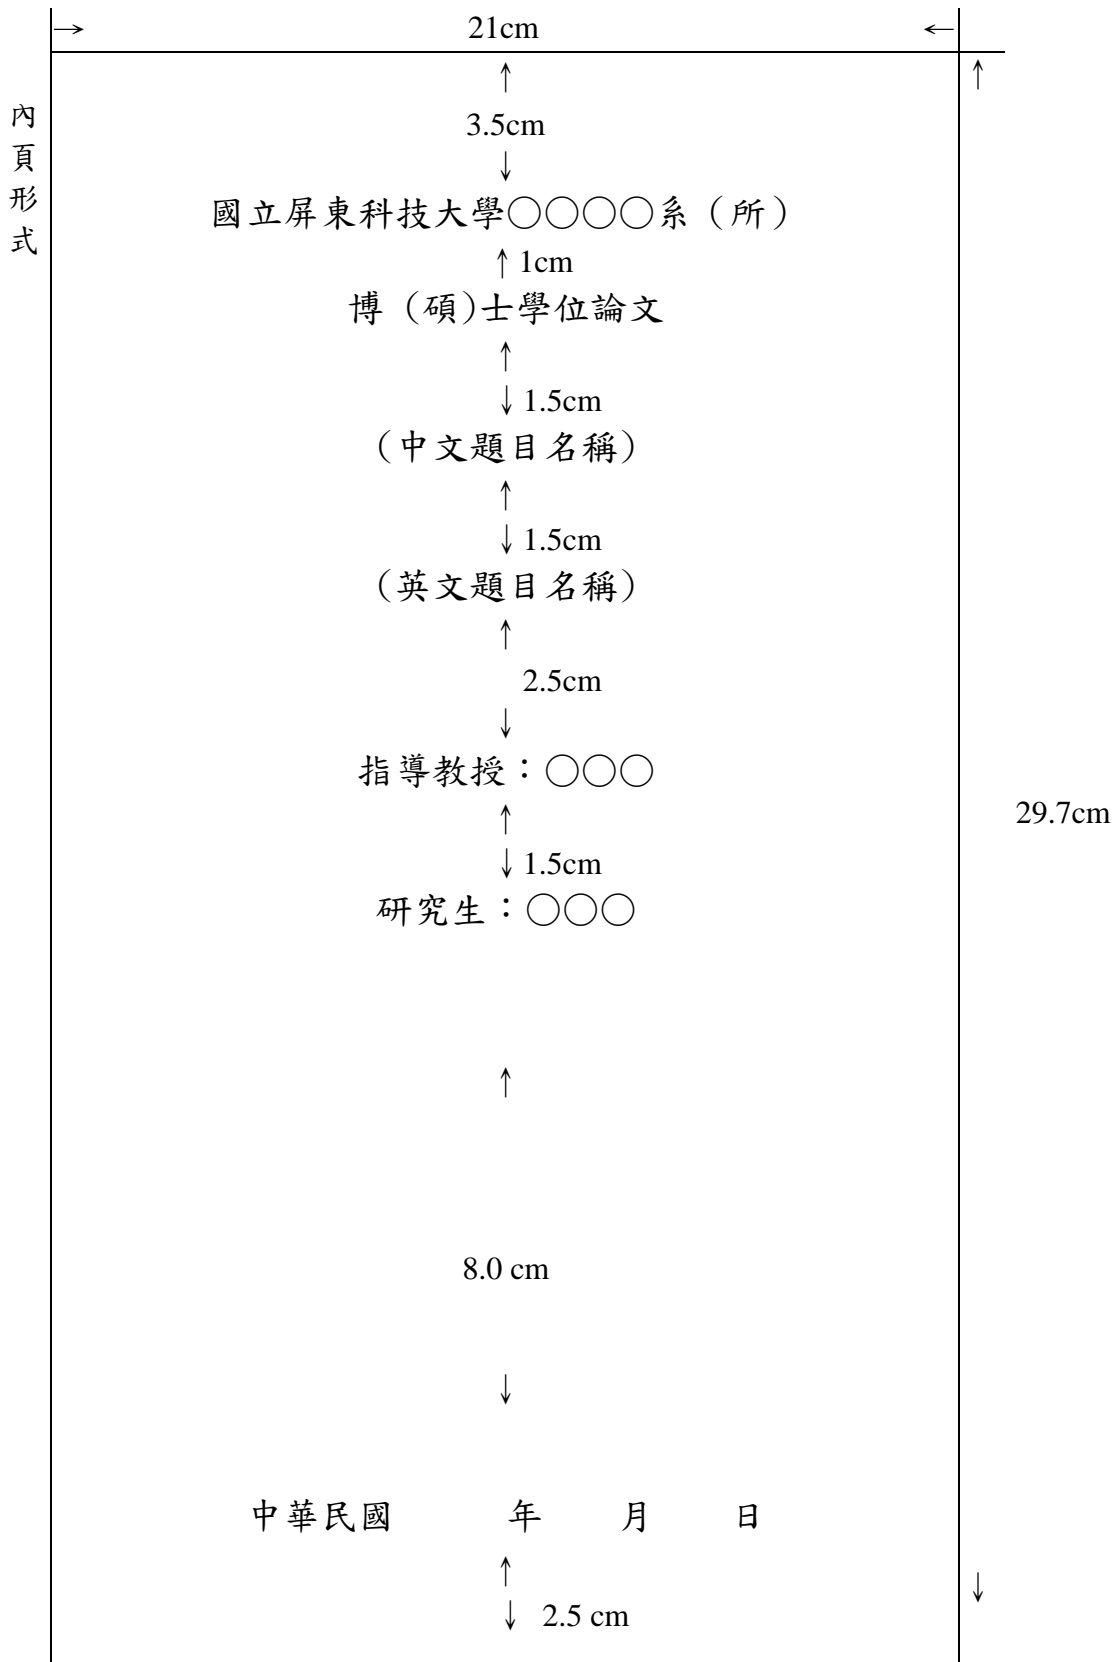 → 21cm ←
內頁形式
↑ ↑
3.5cm
↓
國立屏東科技大學○○○○系（所）
↑ 1cm
博（碩)士學位論文
↑
↓ 1.5cm
（中文題目名稱）
↑
↓ 1.5cm
（英文題目名稱）
↑
2.5cm
↓
指導教授：○○○
↑
29.7cm
↓ 1.5cm
研究生：○○○
↑
8.0 cm
↓
中華民國 年 月 日
↑
↓
↓ 2.5 cm